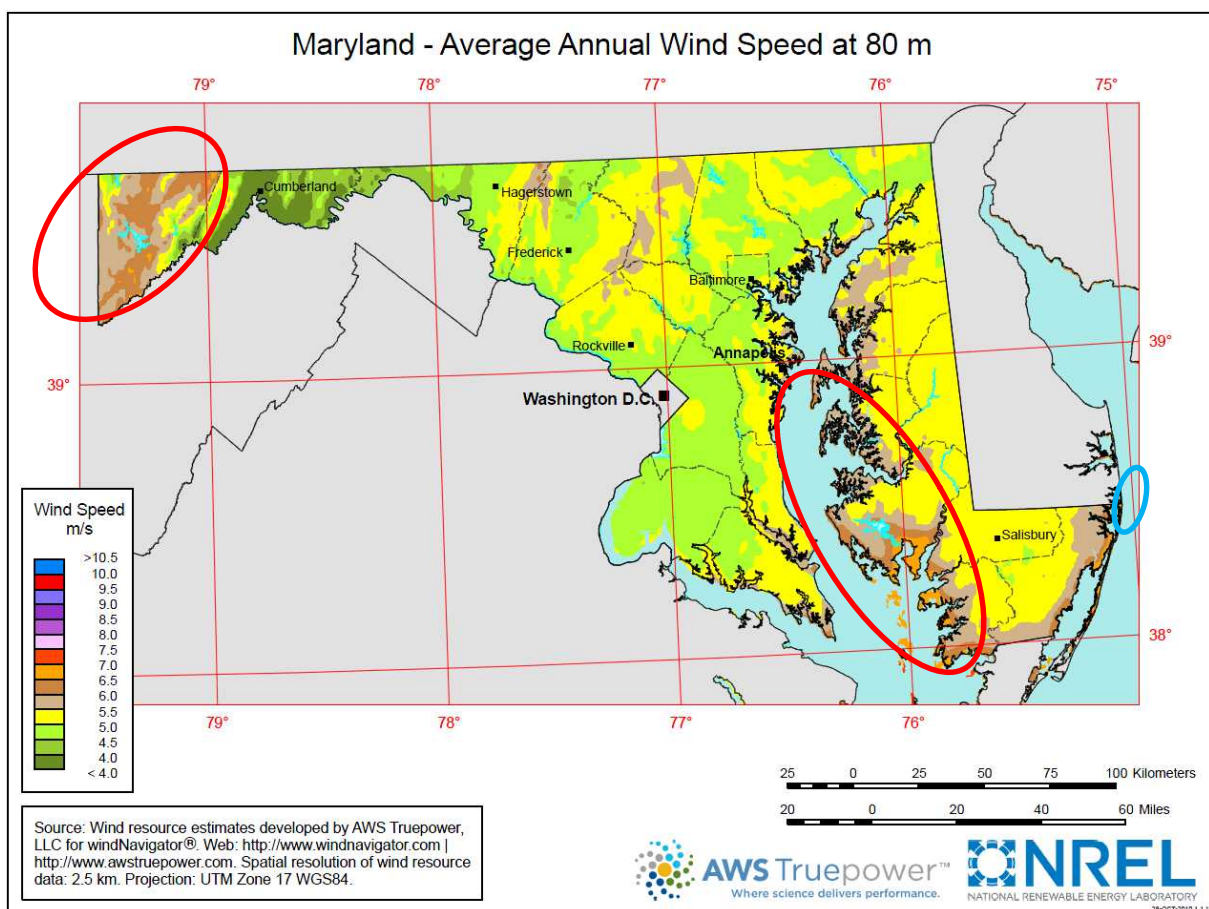 Maryland - Average Annual Wind Speed at 80 m
79°
78°
77°
76°
75°
Cumberland
Hagerstown
Frederick
Baltimore
Rockville
Annapolis
39°
39°
Washington D.C.
Salisbury
38°
79°
78°
77°
76°
Wind Speed
m/s
>10.5
10.0
9.5
9.0
8.5
8.0
7.5
7.0
6.5
6.0
5.5
5.0
4.5
4.0
< 4.0
25 0 25 50 75 100 Kilometers
20 0 20 40 60 Miles
Source: Wind resource estimates developed by AWS Truepower,
LLC for windNavigator®. Web: http://www.windnavigator.com |
http://www.awstruepower.com. Spatial resolution of wind resource
data: 2.5 km. Projection: UTM Zone 17 WGS84.
AWS Truepower™
Where science delivers performance.
NREL
NATIONAL RENEWABLE ENERGY LABORATORY